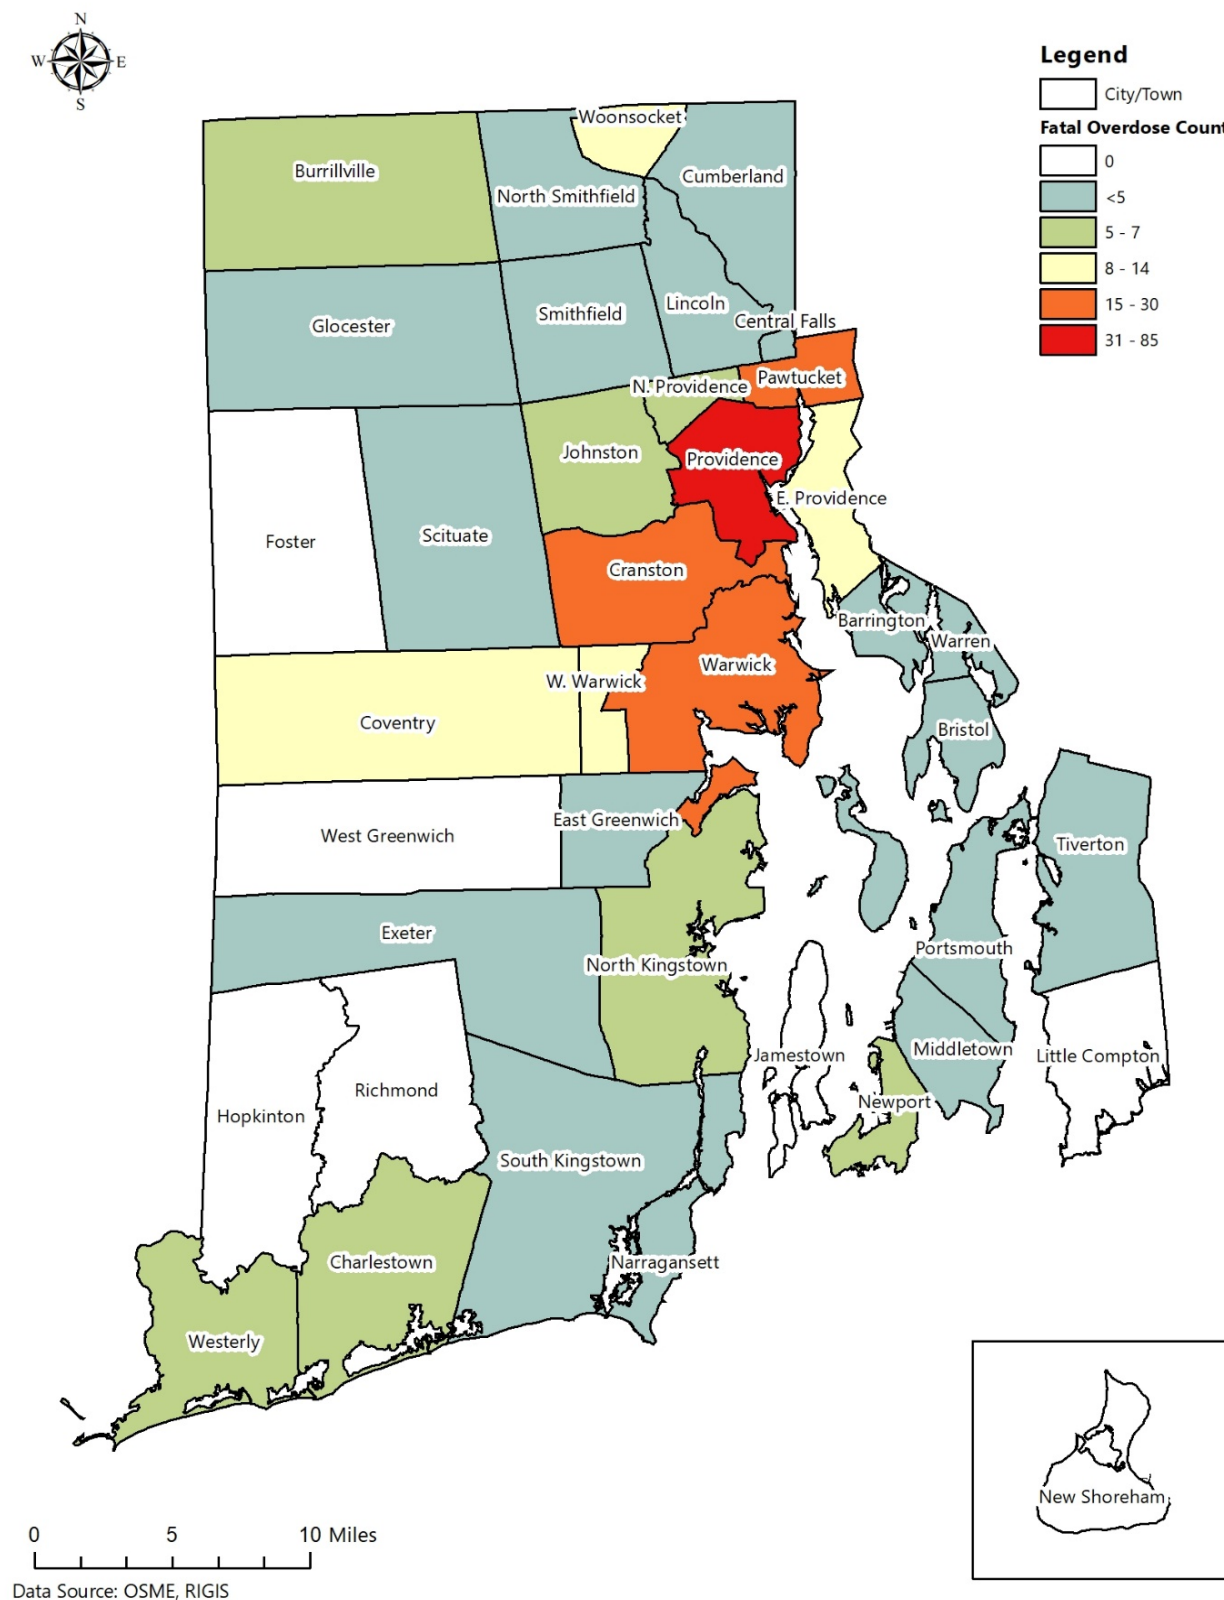 N
W E
S
Legend
City/Town
Fatal Overdose Count
0
<5
5 - 7
8 - 14
15 - 30
31 - 85
Woonsocket
Burrillville
Cumberland
North Smithfield
Lincoln
Smithfield
Central Falls
Glocester
Pawtucket
N. Providence
Johnston
Providence
E. Providence
Scituate
Foster
Cranston
Barrington
Warren
Warwick
W. Warwick
Coventry
Bristol
East Greenwich
West Greenwich
Tiverton
Exeter
Portsmouth
North Kingstown
Middletown
Jamestown
Little Compton
Richmond
Newport
Hopkinton
South Kingstown
Charlestown
Narragansett
Westerly
New Shoreham
0 5 10 Miles
Data Source: OSME, RIGIS